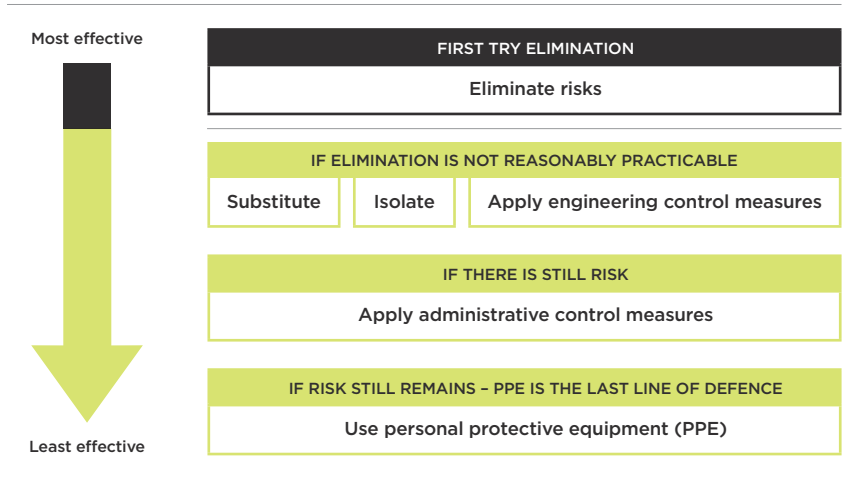 Most effective
FIRST TRY ELIMINATION
Eliminate risks
IF ELIMINATION IS NOT REASONABLY PRACTICABLE
Substitute
Isolate
Apply engineering control measures
IF THERE IS STILL RISK
Apply administrative control measures
IF RISK STILL REMAINS – PPE IS THE LAST LINE OF DEFENCE
Use personal protective equipment (PPE)
Least effective